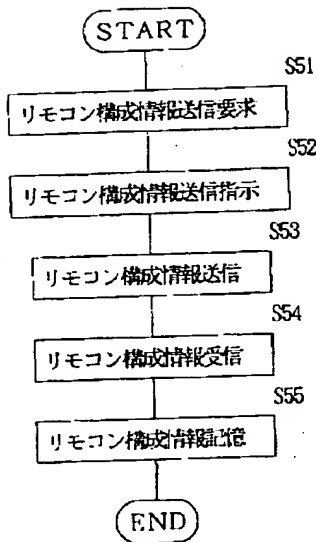 START
S51
リモコン構成情報送信要求
S52
リモコン構成情報送信指示
S53
リモコン構成情報送信
S54
リモコン構成情報受信
S55
リモコン構成情報記憶
END